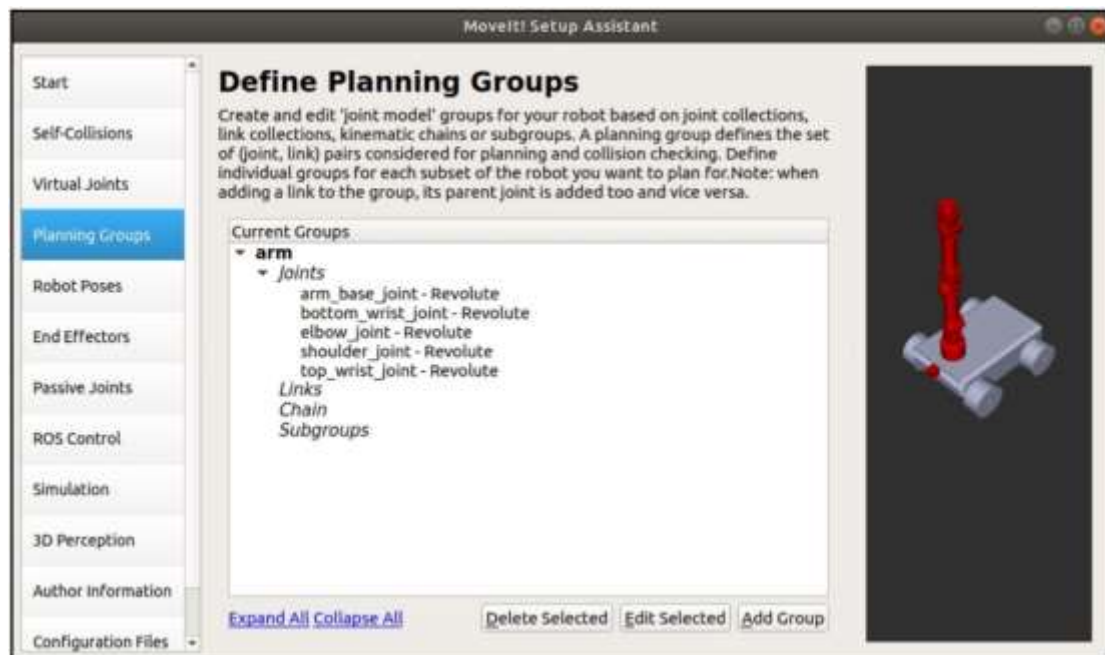 MoveIt! Setup Assistant
Start
Self-Collisions
Virtual Joints
Planning Groups
Robot Poses
End Effectors
Passive Joints
ROS Control
Simulation
3D Perception
Author Information
Configuration Files
Define Planning Groups
Create and edit 'joint model' groups for your robot based on joint collections,
link collections, kinematic chains or subgroups. A planning group defines the set
of (joint, link) pairs considered for planning and collision checking. Define
individual groups for each subset of the robot you want to plan for.Note: when
adding a link to the group, its parent joint is added too and vice versa.
Current Groups
arm
Joints
arm_base_joint - Revolute
bottom_wrist_joint - Revolute
elbow_joint - Revolute
shoulder_joint - Revolute
top_wrist_joint - Revolute
Links
Chain
Subgroups
Expand All Collapse All Delete Selected Edit Selected Add Group